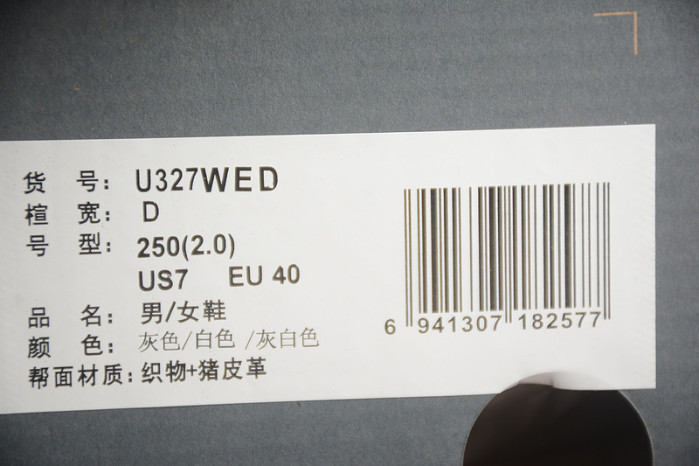 货 号: U327WED
楦 宽: D
号 型: 250(2.0)
US7 EU 40
品 名: 男/女鞋
颜 色: 灰色/白色 /灰白色
帮面材质: 织物+猪皮革
6 941307 182577